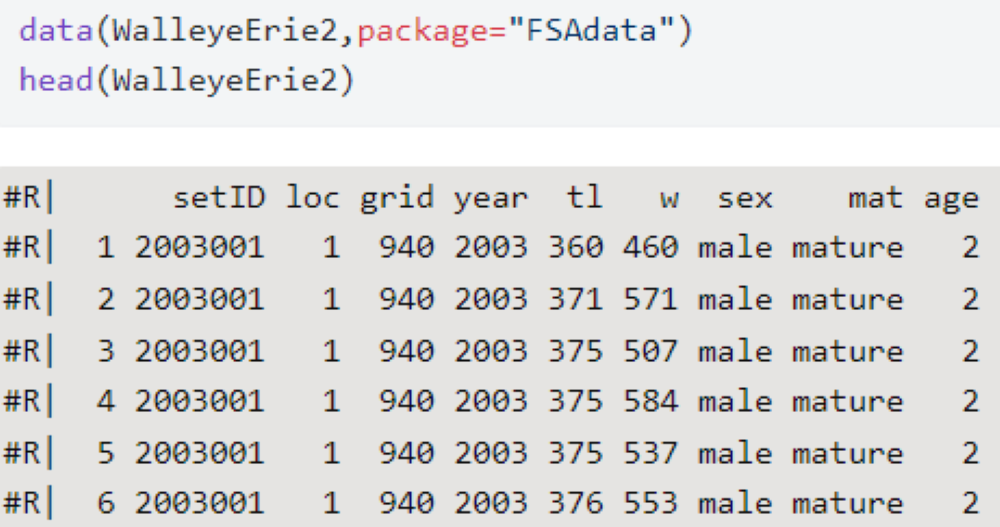 data(WalleyeErie2,package="FSAdata")
head(WalleyeErie2)
#R|       setID loc grid year  tl   w  sex    mat age
#R|   1 2003001   1  940 2003 360 460 male mature   2
#R|   2 2003001   1  940 2003 371 571 male mature   2
#R|   3 2003001   1  940 2003 375 507 male mature   2
#R|   4 2003001   1  940 2003 375 584 male mature   2
#R|   5 2003001   1  940 2003 375 537 male mature   2
#R|   6 2003001   1  940 2003 376 553 male mature   2